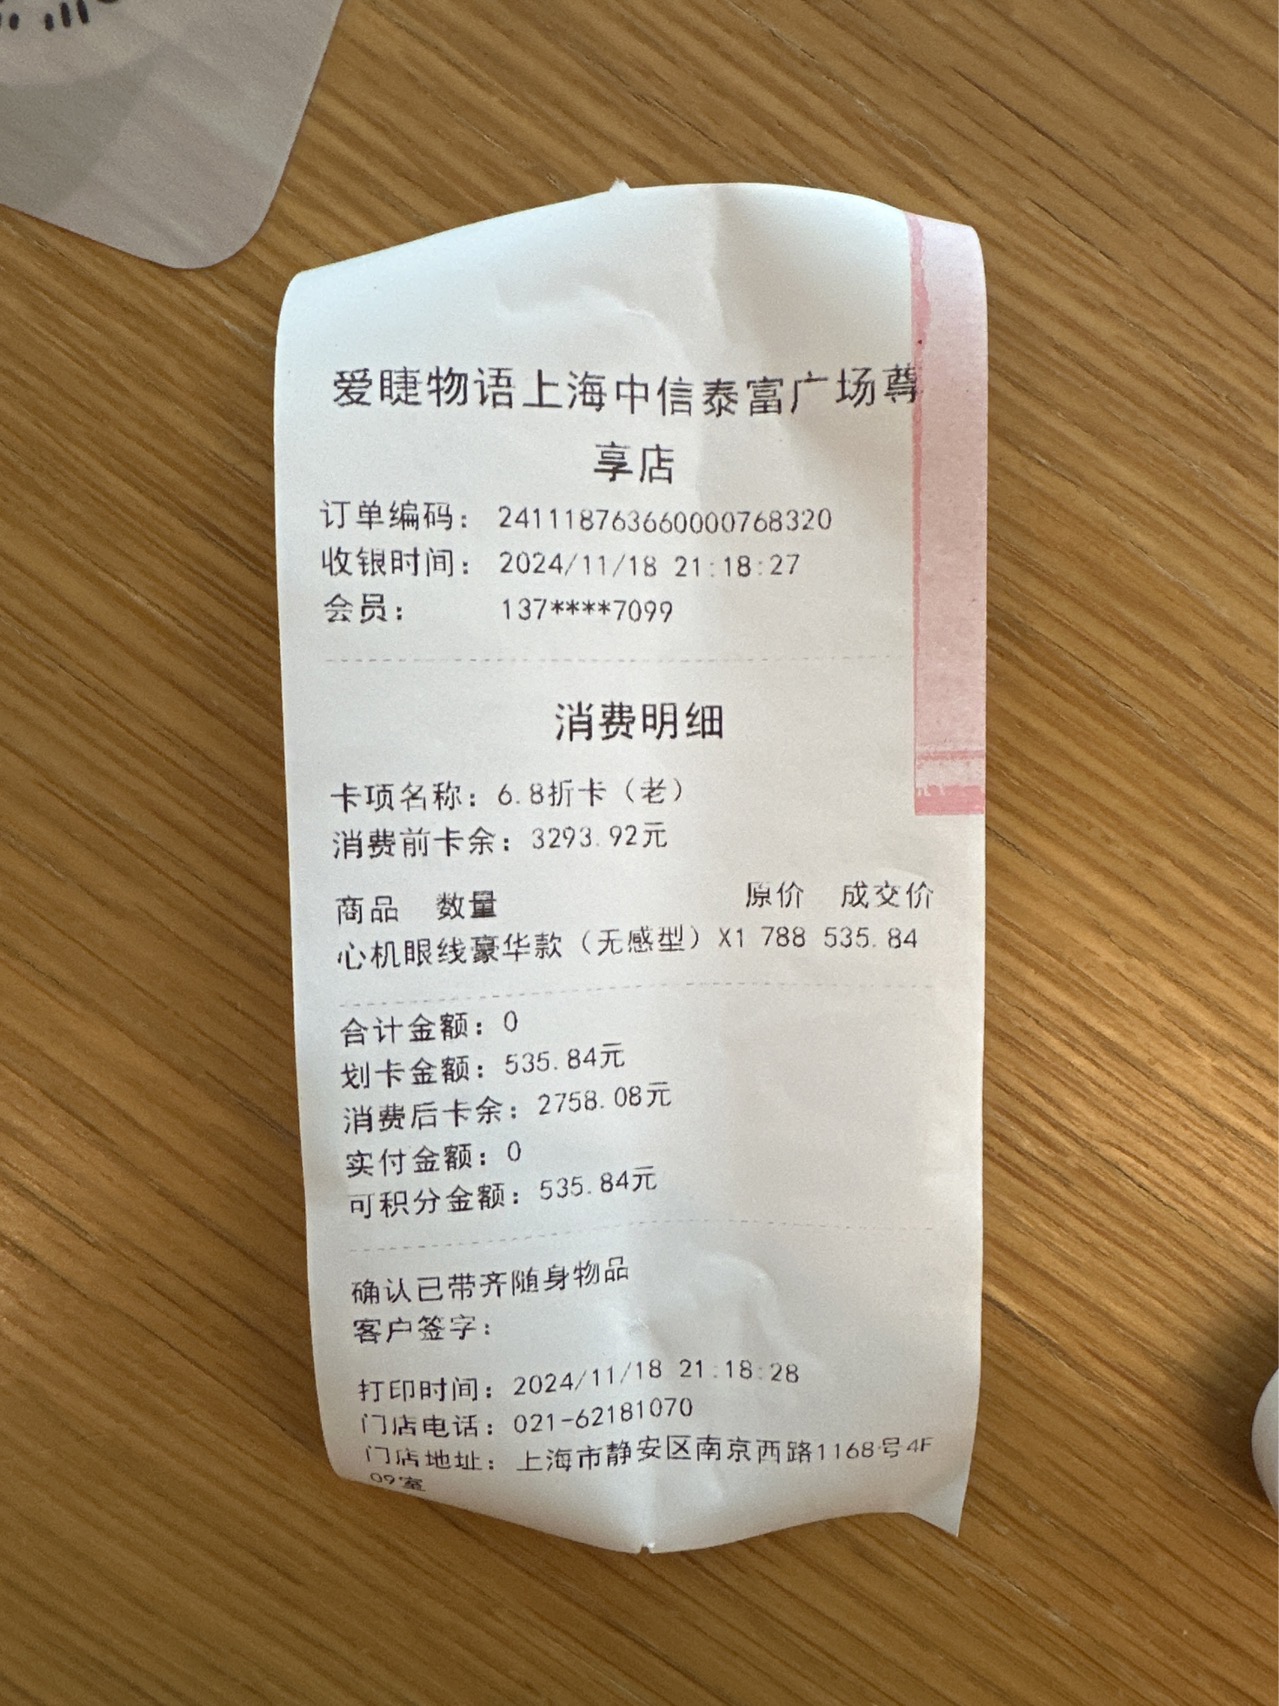 爱睫物语上海中信泰富广场尊
享店
订单编码： 241118763660000768320
收银时间： 2024/11/18 21:18:27
会员： 137****7099
消费明细
卡项名称：6.8折卡（老）
消费前卡余：3293.92元
商品 数量 原价 成交价
心机眼线豪华款（无感型）X1 788 535.84
合计金额：0
划卡金额：535.84元
消费后卡余：2758.08元
实付金额：0
可积分金额：535.84元
确认已带齐随身物品
客户签字：
打印时间：2024/11/18 21:18:28
门店电话：021-62181070
门店地址：上海市静安区南京西路1168号4F
09室